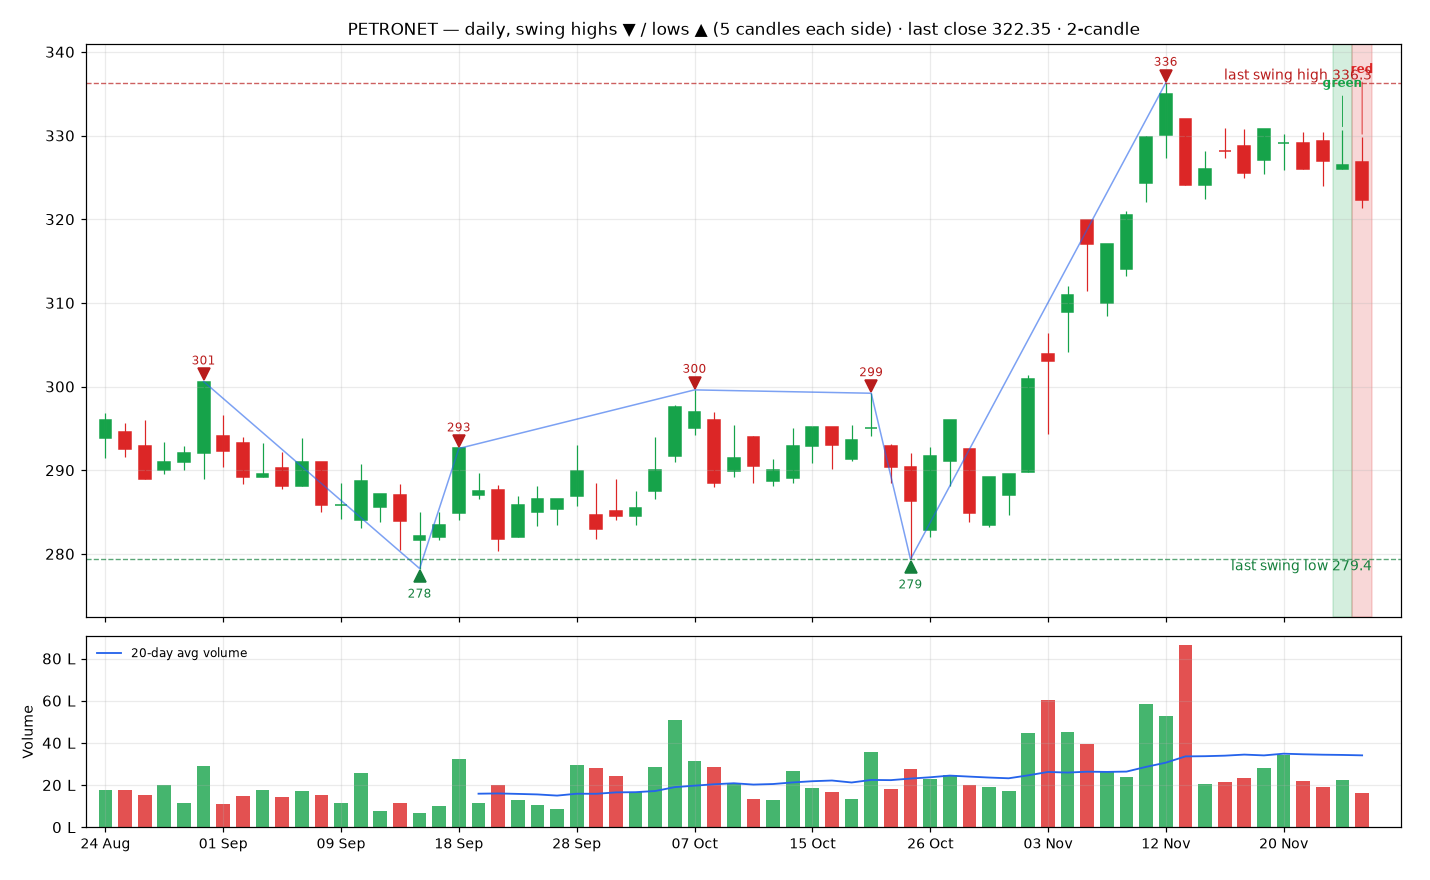 PETRONET — daily, swing highs ▼ / lows ▲ (5 candles each side) · last close 322.35 · 2-candle
340
330
320
310
300
290
280
336
last swing high 336.3
red
green
301
293
300
299
278
279
last swing low 279.4
20-day avg volume
Volume
80 L
60 L
40 L
20 L
0 L
24 Aug
01 Sep
09 Sep
18 Sep
28 Sep
07 Oct
15 Oct
26 Oct
03 Nov
12 Nov
20 Nov